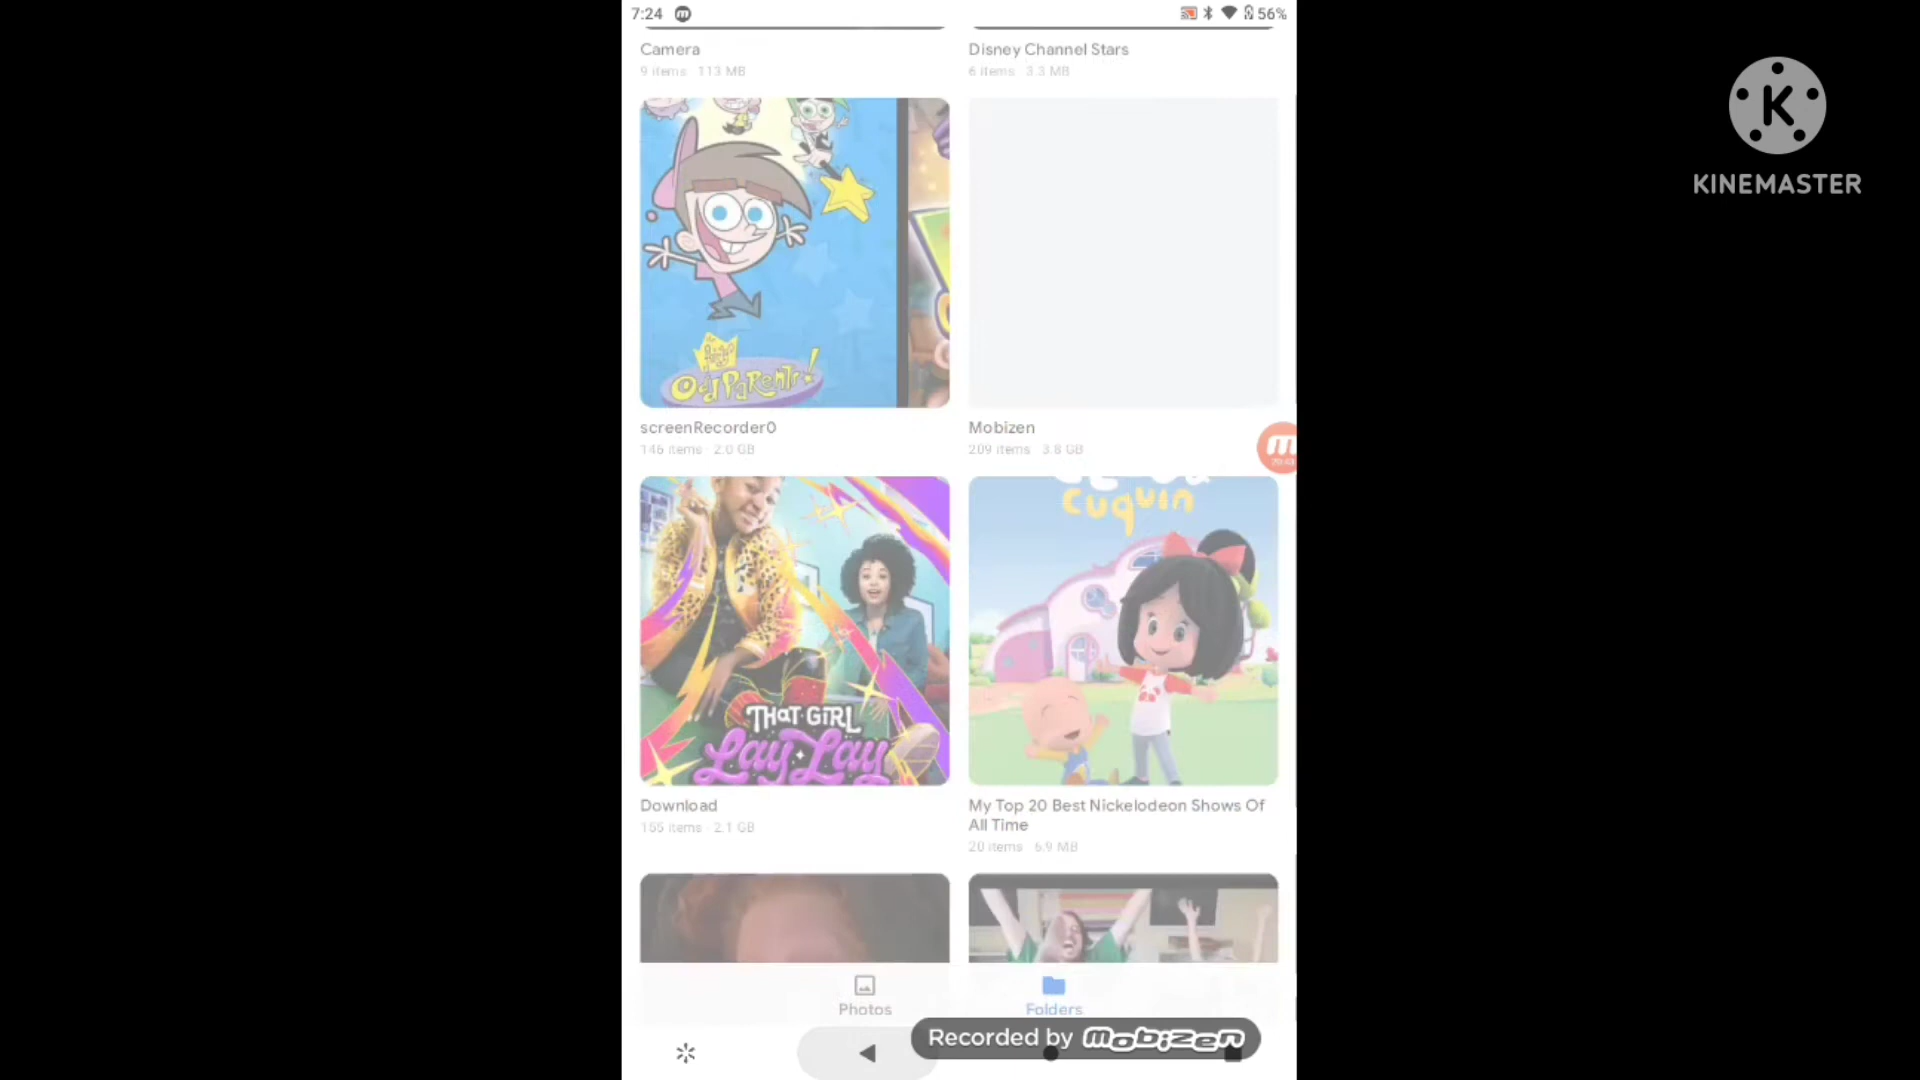 7:24
56%
Camera
9 items 113 MB
Disney Channel Stars
6 items 3.3 MB
K
KINEMASTER
Odd Parents!
screenRecorder0
146 items · 2.0 GB
Mobizen
209 items 3.8 GB
THAT GIRL
Lay Lay
cuquin
Download
155 items · 2.1 GB
My Top 20 Best Nickelodeon Shows Of
All Time
20 items 6.9 MB
Photos
Folders
Recorded by mobizen